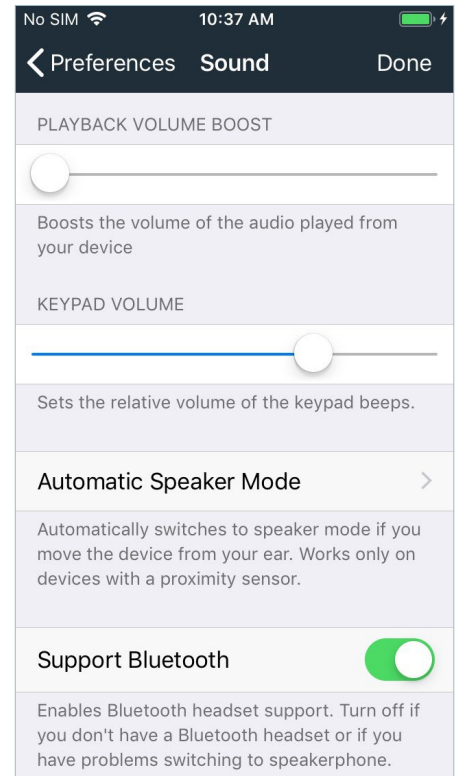 No SIM 10:37 AM
Preferences Sound Done
PLAYBACK VOLUME BOOST
Boosts the volume of the audio played from
your device
KEYPAD VOLUME
Sets the relative volume of the keypad beeps.
Automatic Speaker Mode
Automatically switches to speaker mode if you
move the device from your ear. Works only on
devices with a proximity sensor.
Support Bluetooth
Enables Bluetooth headset support. Turn off if
you don't have a Bluetooth headset or if you
have problems switching to speakerphone.